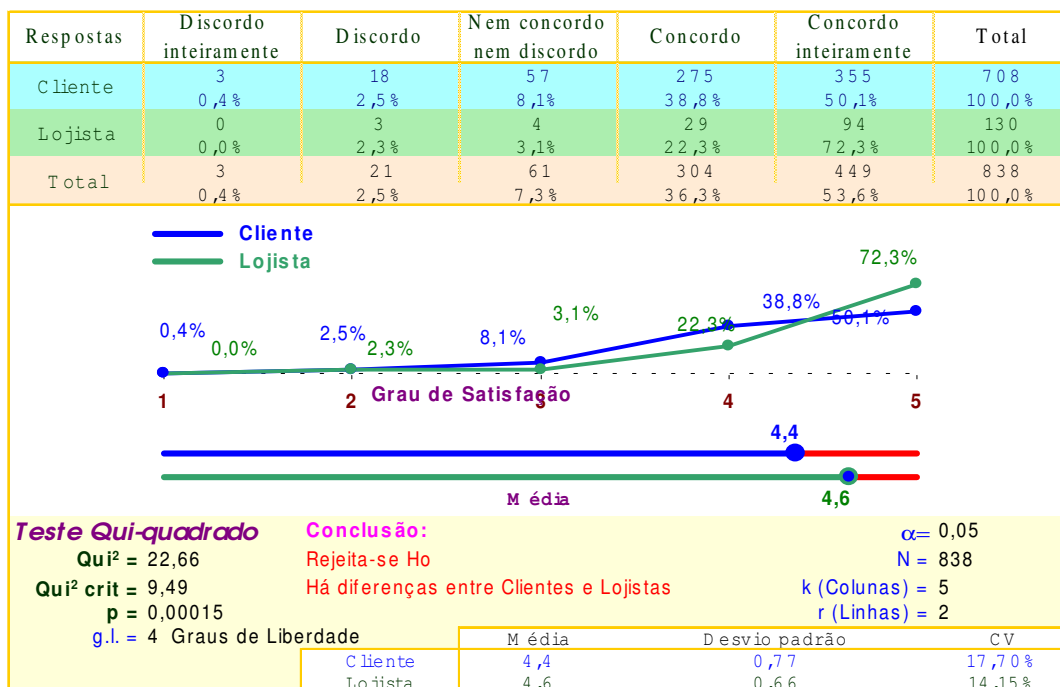 Respostas Discordo inteiramente Discordo Nem concordo nem discordo Concordo Concordo inteiramente Total
Cliente 3 18 57 275 355 708
0,4% 2,5% 8,1% 38,8% 50,1% 100,0%
Lojista 0 3 4 29 94 130
0,0% 2,3% 3,1% 22,3% 72,3% 100,0%
Total 3 21 61 304 449 838
0,4% 2,5% 7,3% 36,3% 53,6% 100,0%
Cliente
Lojista
72,3%
0,4% 2,5% 8,1% 3,1% 22,3% 38,8% 50,1%
0,0% 2,3%
Grau de Satisfação
1 2 3 4 5
4,4
Média 4,6
Teste Qui-quadrado Conclusão: α= 0,05
Qui² = 22,66 Rejeita-se Ho N = 838
Qui² crit = 9,49 Há diferenças entre Clientes e Lojistas k (Colunas) = 5
p = 0,00015 r (Linhas) = 2
g.l. = 4 Graus de Liberdade
Média Desvio padrão CV
Cliente 4,4 0,77 17,70%
Lojista 4,6 0,66 14,15%